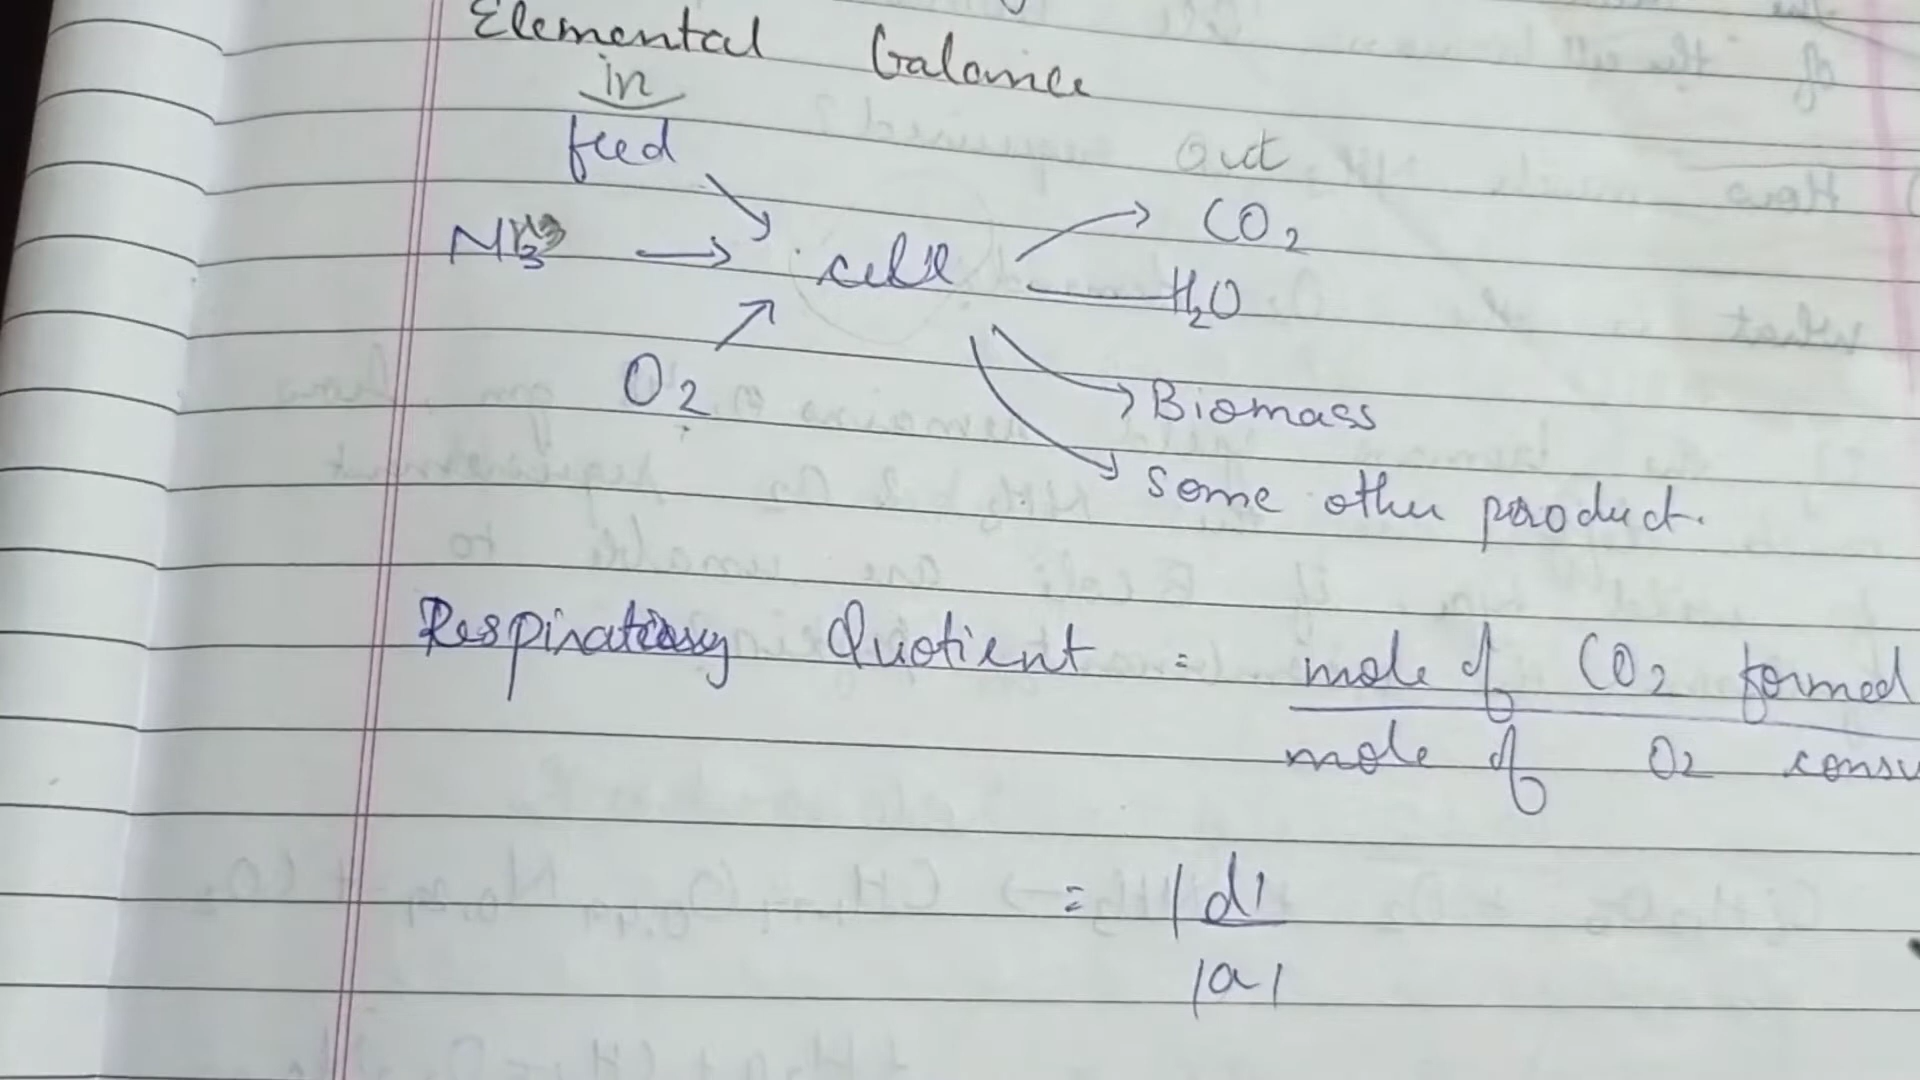 Elemental balance
in
feed
out
NH3 → cell → CO2
H2O
O2
Biomass
some other product.
Respiratory Quotient = mole of CO2 formed
mole of O2 consu
= |d|
|a|